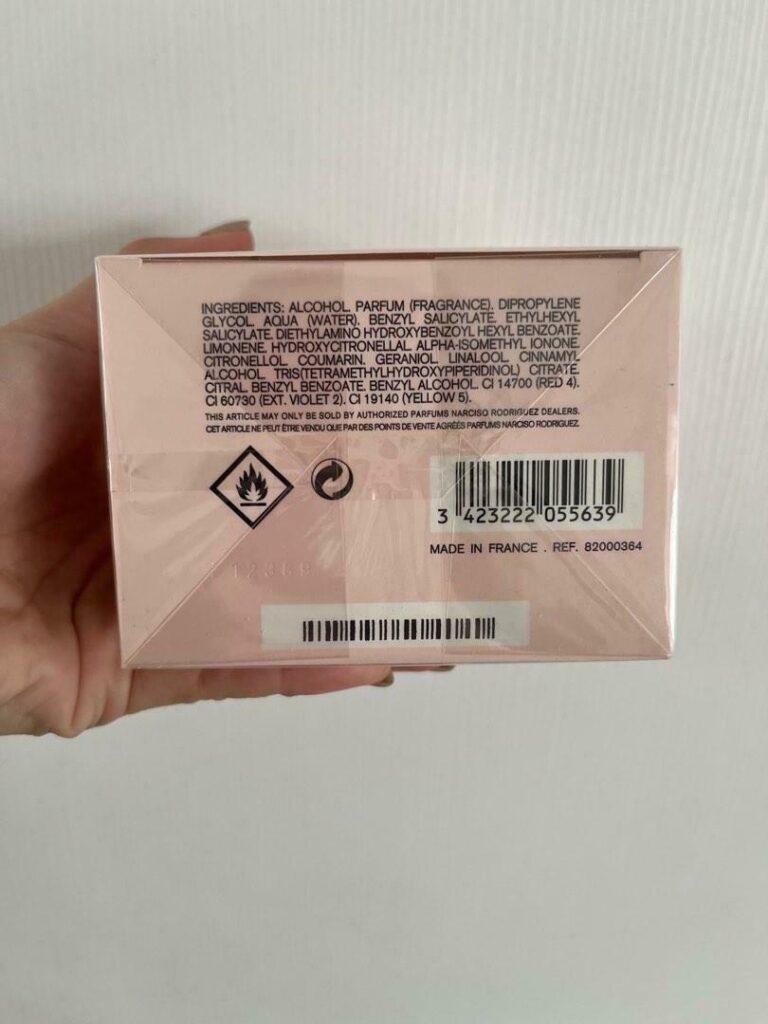 INGREDIENTS: ALCOHOL. PARFUM (FRAGRANCE). DIPROPYLENE
GLYCOL. AQUA (WATER). BENZYL SALICYLATE. ETHYLHEXYL
SALICYLATE. DIETHYLAMINO HYDROXYBENZOYL HEXYL BENZOATE.
LIMONENE. HYDROXYCITRONELLAL. ALPHA-ISOMETHYL IONONE.
CITRONELLOL. COUMARIN. GERANIOL. LINALOOL. CINNAMYL
ALCOHOL. TRIS(TETRAMETHYLHYDROXYPIPERIDINOL) CITRATE.
CITRAL. BENZYL BENZOATE. BENZYL ALCOHOL. CI 14700 (RED 4).
CI 60730 (EXT. VIOLET 2). CI 19140 (YELLOW 5).
THIS ARTICLE MAY ONLY BE SOLD BY AUTHORIZED PARFUMS NARCISO RODRIGUEZ DEALERS.
CET ARTICLE NE PEUT ÊTRE VENDU QUE PAR DES POINTS DE VENTE AGRÉÉS PARFUMS NARCISO RODRIGUEZ.
3 423222 055639
MADE IN FRANCE . REF. 82000364